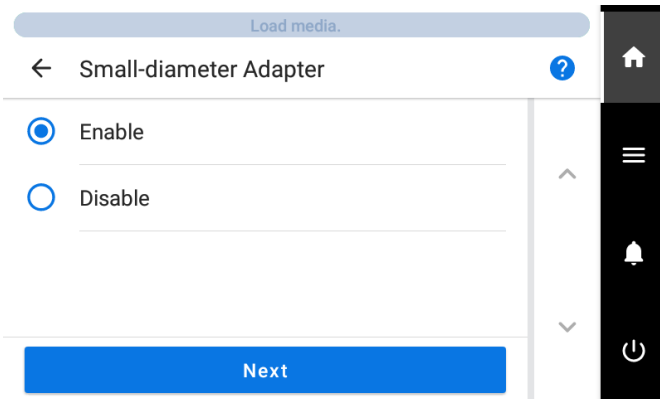 Load media.
Small-diameter Adapter
?
Enable
Disable
Next